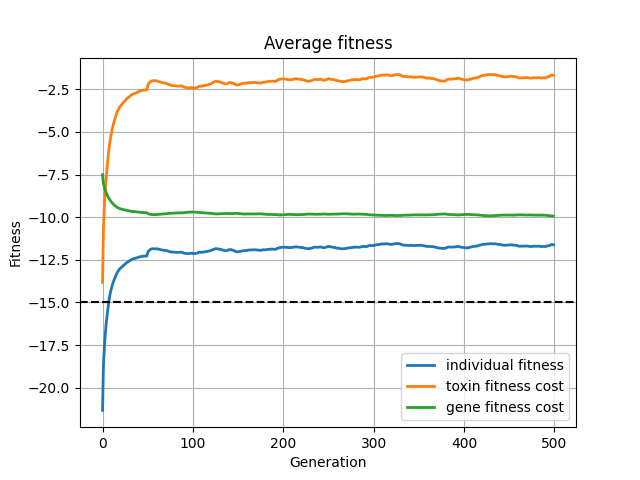 Average fitness
Fitness
−2.5
−5.0
−7.5
−10.0
−12.5
−15.0
−17.5
−20.0
0
100
200
300
400
500
Generation
individual fitness
toxin fitness cost
gene fitness cost